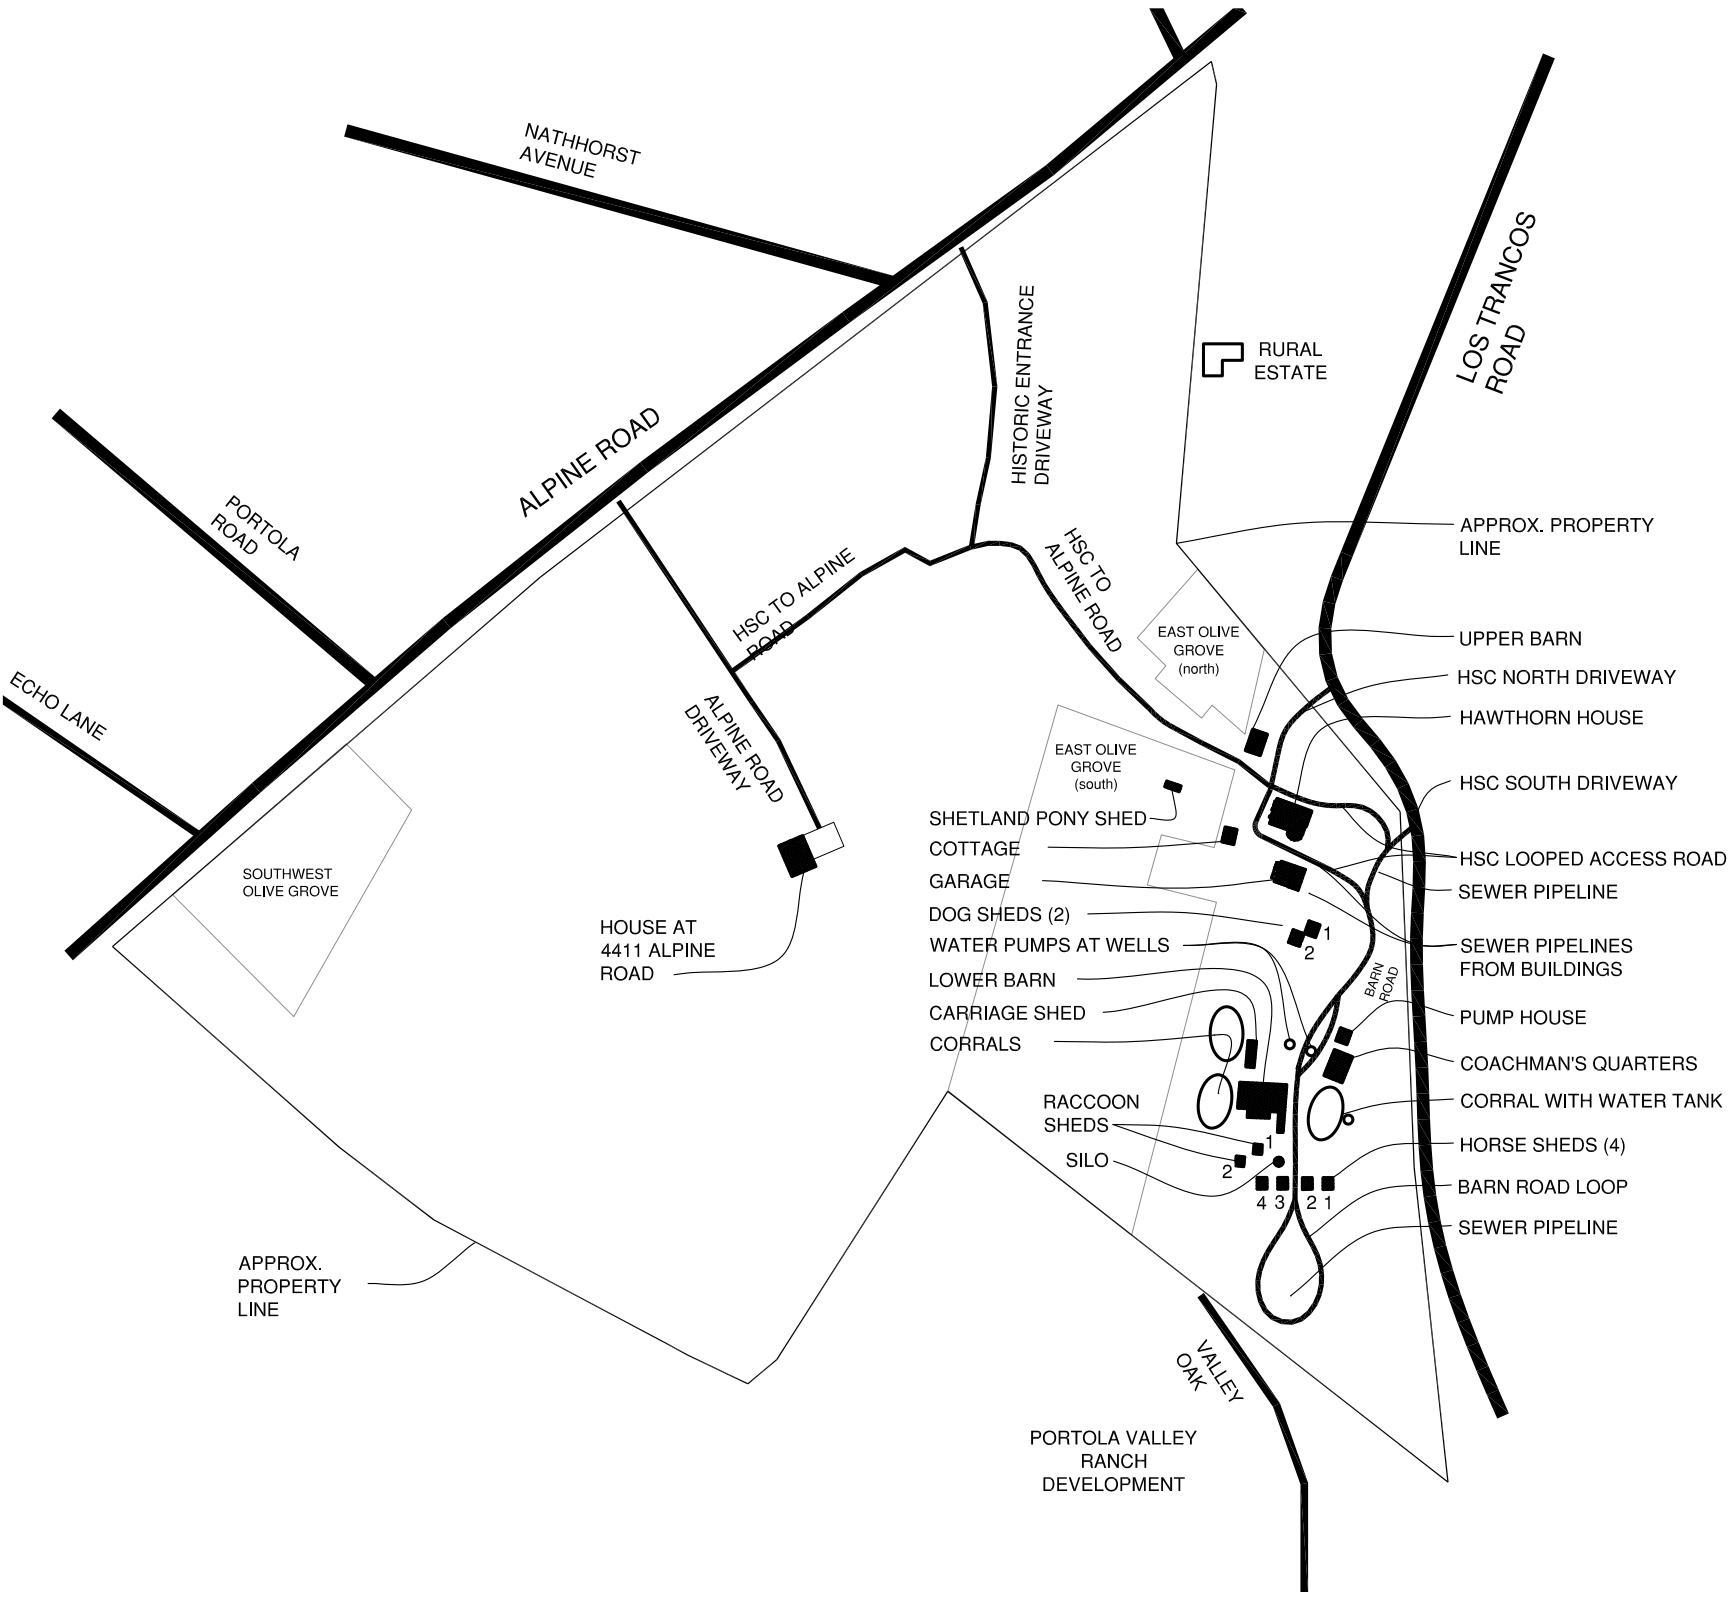 NATHHORST
AVENUE
LOS TRANCOS
ROAD
HISTORIC ENTRANCE
DRIVEWAY
RURAL
ESTATE
ALPINE ROAD
PORTOLA
ROAD
ECHO LANE
HSC TO ALPINE
ROAD
HSC TO
ALPINE ROAD
ALPINE ROAD
DRIVEWAY
APPROX. PROPERTY
LINE
EAST OLIVE
GROVE
(north)
UPPER BARN
HSC NORTH DRIVEWAY
HAWTHORN HOUSE
EAST OLIVE
GROVE
(south)
HSC SOUTH DRIVEWAY
SHETLAND PONY SHED
COTTAGE
GARAGE
DOG SHEDS (2)
1
2
WATER PUMPS AT WELLS
LOWER BARN
CARRIAGE SHED
CORRALS
HSC LOOPED ACCESS ROAD
SEWER PIPELINE
SEWER PIPELINES
FROM BUILDINGS
BARN
ROAD
PUMP HOUSE
COACHMAN'S QUARTERS
CORRAL WITH WATER TANK
HORSE SHEDS (4)
BARN ROAD LOOP
SEWER PIPELINE
SOUTHWEST
OLIVE GROVE
HOUSE AT
4411 ALPINE
ROAD
RACCOON
SHEDS
1
2
SILO
4 3 2 1
APPROX.
PROPERTY
LINE
VALLEY
OAK
PORTOLA VALLEY
RANCH
DEVELOPMENT